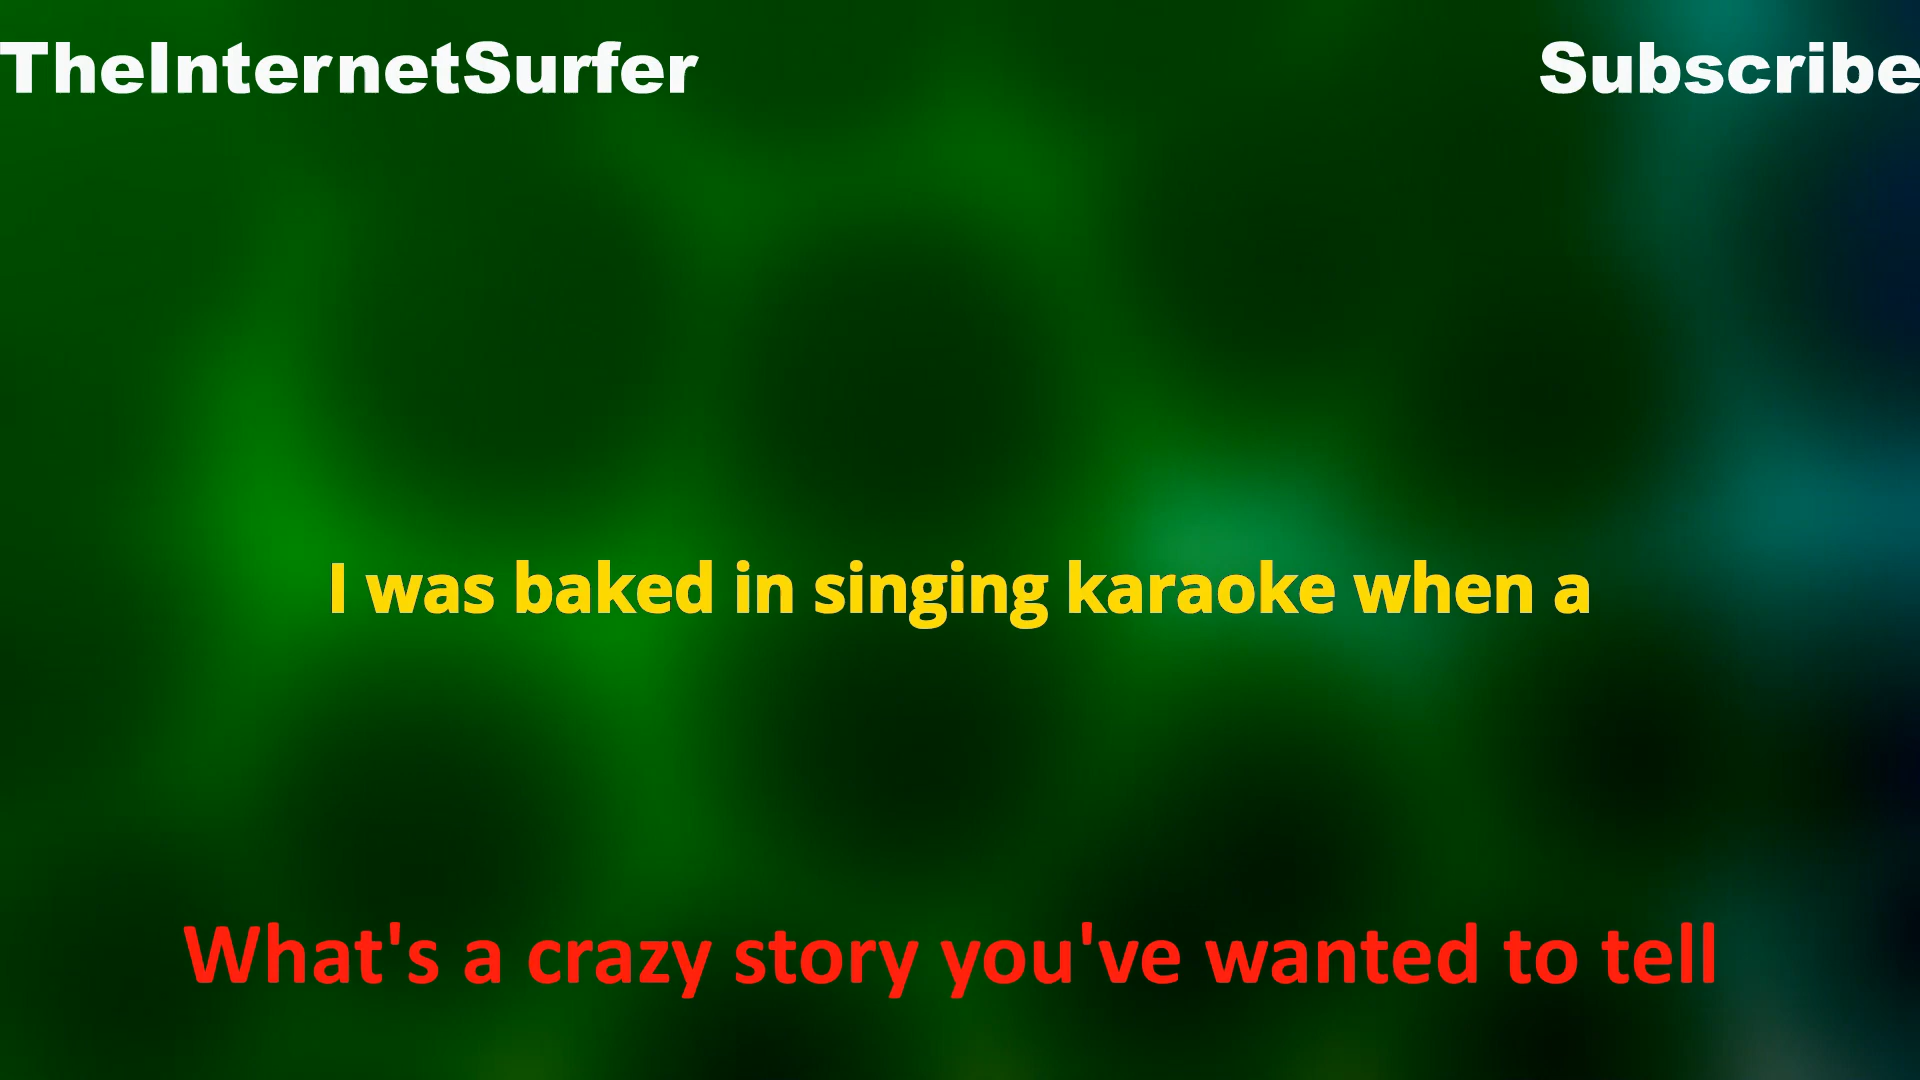 TheInternetSurfer
Subscribe
I was baked in singing karaoke when a
What's a crazy story you've wanted to tell